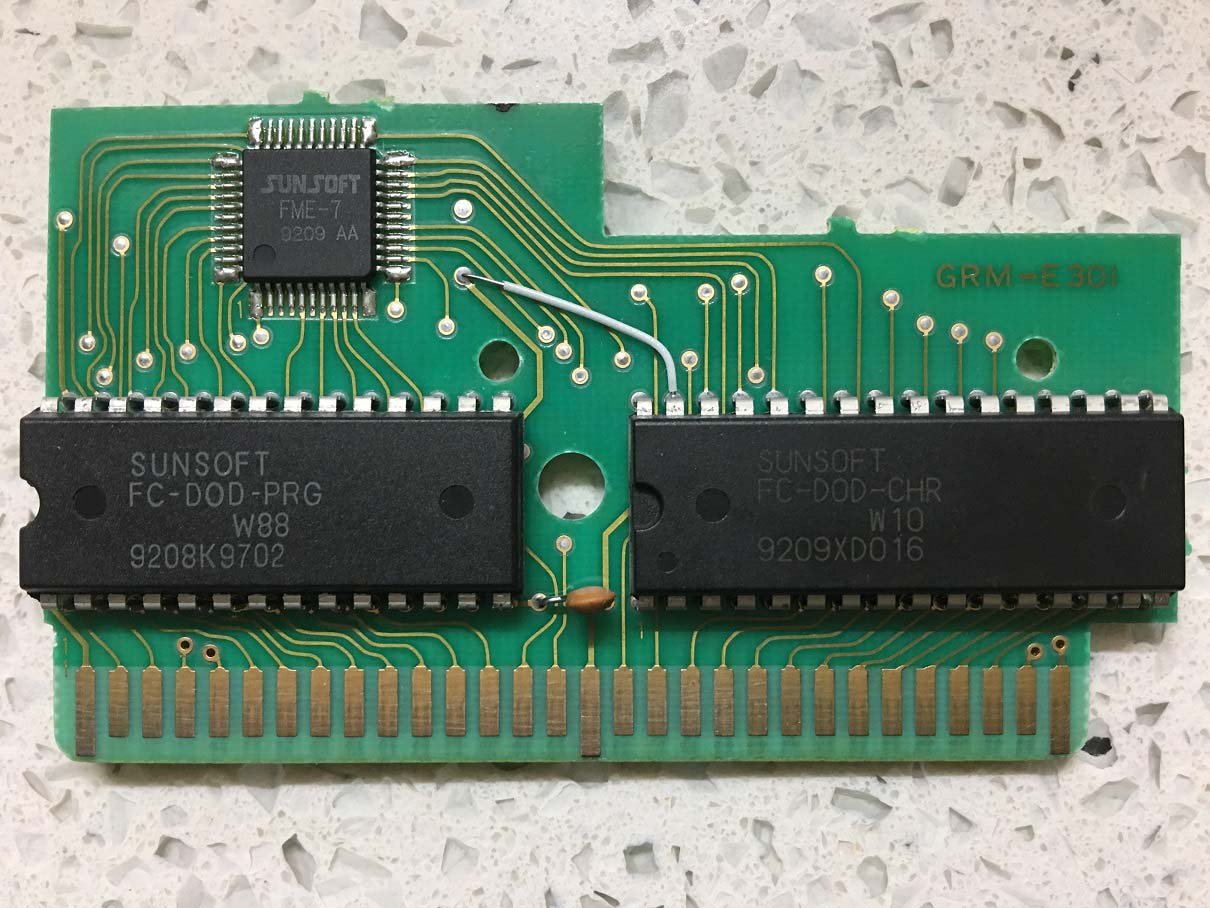 SUNSOFT
FME-7
9209 AA
GRM-E301
SUNSOFT
FC-DOD-PRG
W88
9208K9702
SUNSOFT
FC-DOD-CHR
W10
9209XD016